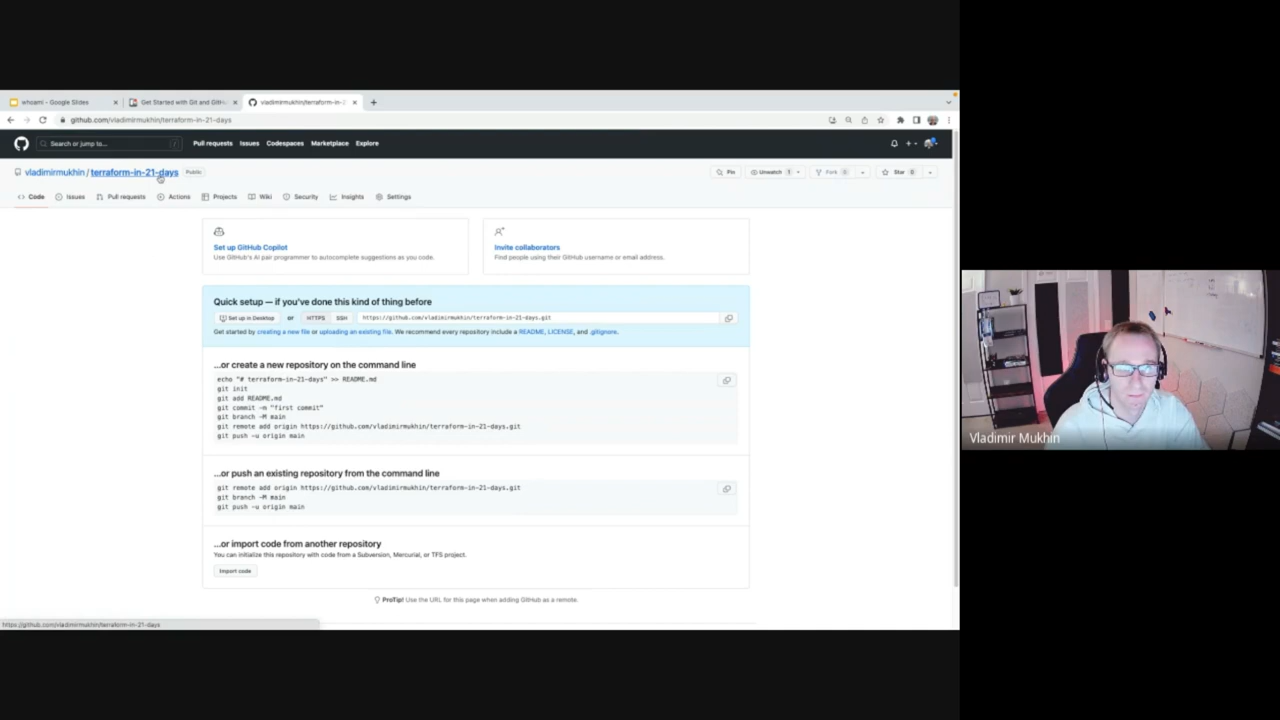 whoami - Google Slides
Get Started with Git and GitHu
vladimirmukhin/terraform-in-2
github.com/vladimirmukhin/terraform-in-21-days
Search or jump to...
/
Pull requests
Issues
Codespaces
Marketplace
Explore
vladimirmukhin / terraform-in-21-days
Public
Pin
Unwatch 1
Fork 0
Star 0
Code
Issues
Pull requests
Actions
Projects
Wiki
Security
Insights
Settings
Set up GitHub Copilot
Use GitHub's AI pair programmer to autocomplete suggestions as you code.
Invite collaborators
Find people using their GitHub username or email address.
Quick setup — if you've done this kind of thing before
Set up in Desktop or HTTPS SSH https://github.com/vladimirmukhin/terraform-in-21-days.git
Get started by creating a new file or uploading an existing file. We recommend every repository include a README, LICENSE, and .gitignore.
...or create a new repository on the command line
echo "# terraform-in-21-days" >> README.md
git init
git add README.md
git commit -m "first commit"
git branch -M main
git remote add origin https://github.com/vladimirmukhin/terraform-in-21-days.git
git push -u origin main
...or push an existing repository from the command line
git remote add origin https://github.com/vladimirmukhin/terraform-in-21-days.git
git branch -M main
git push -u origin main
...or import code from another repository
You can initialize this repository with code from a Subversion, Mercurial, or TFS project.
Import code
ProTip! Use the URL for this page when adding GitHub as a remote.
https://github.com/vladimirmukhin/terraform-in-21-days
Vladimir Mukhin